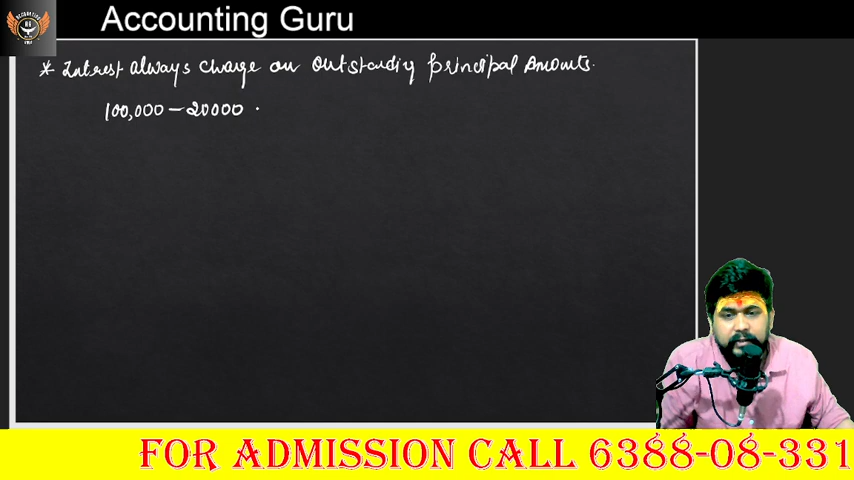 Accounting Guru
* Interest always charge on outstanding principal Amounts.
100,000 - 20000
FOR ADMISSION CALL 6388-08-331